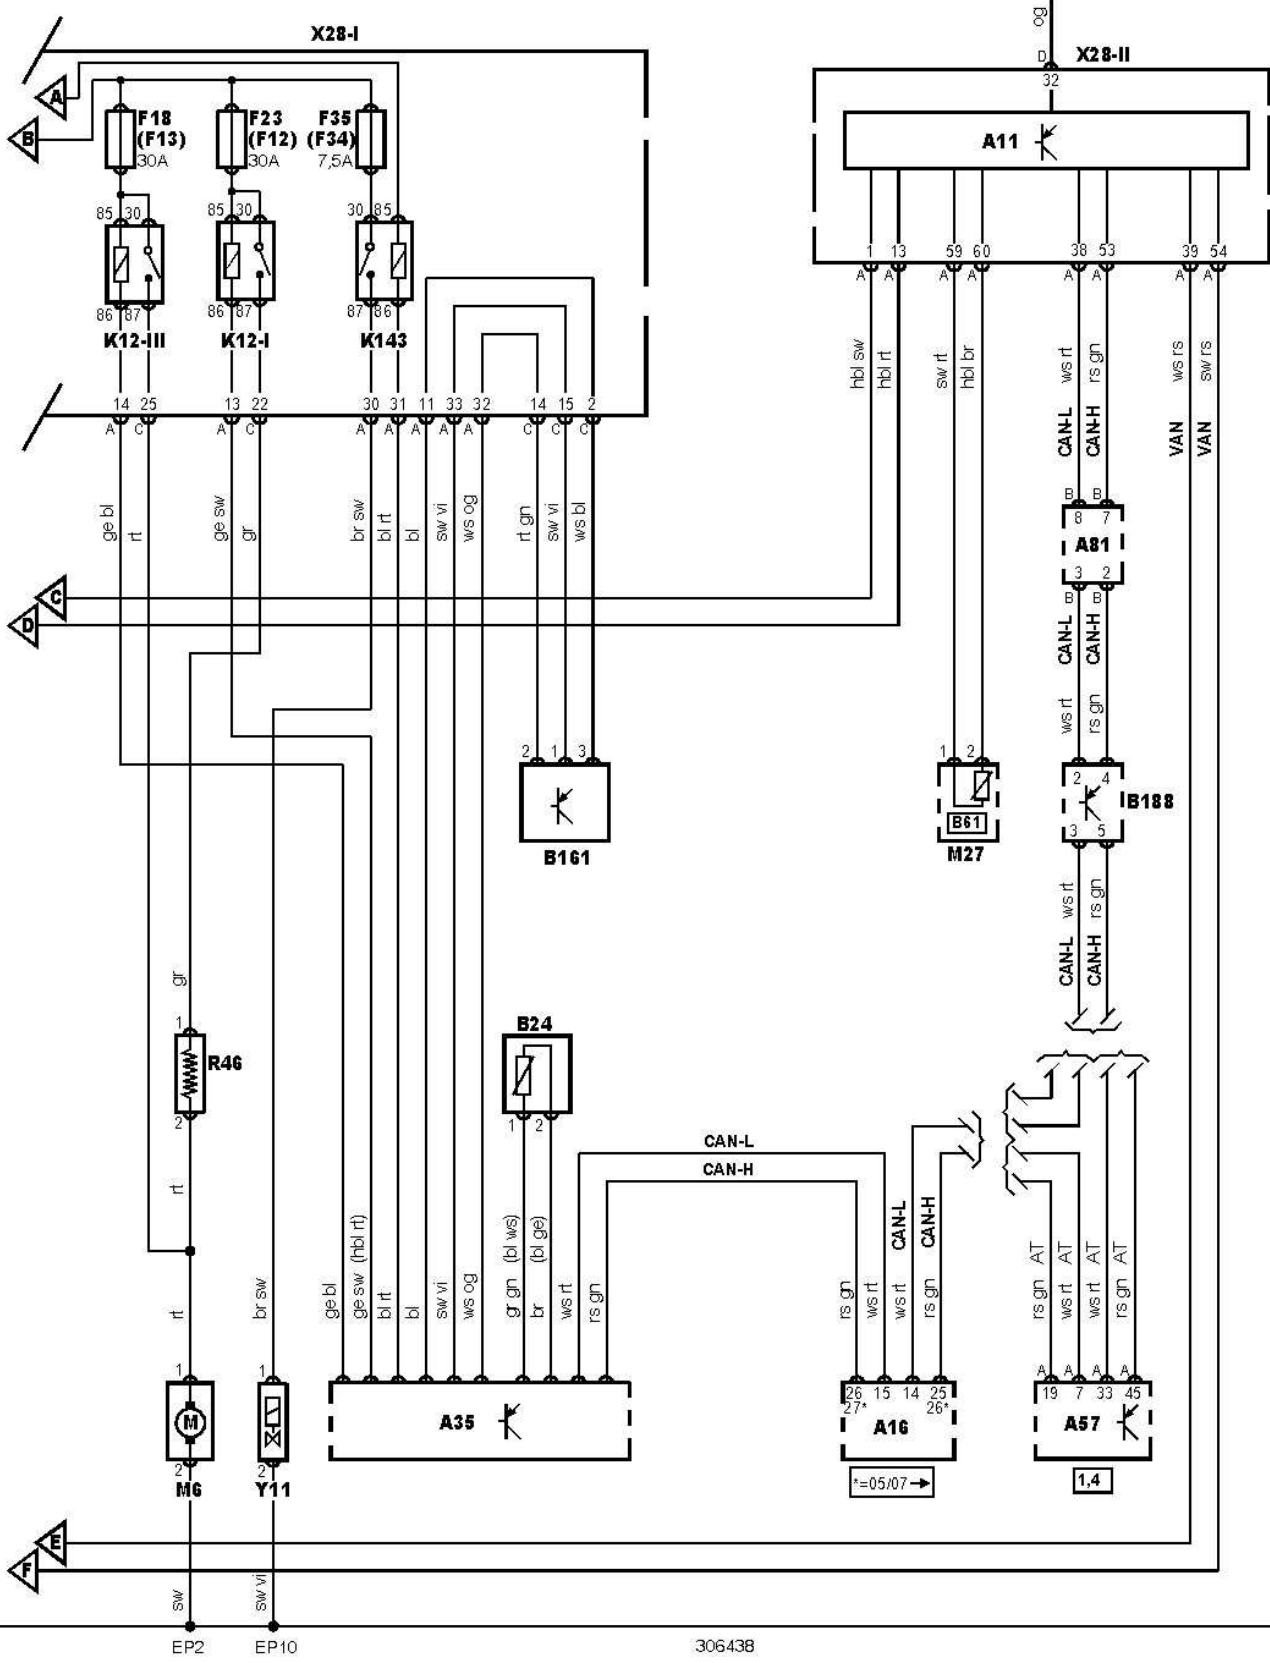 og
X28-I
D
X28-II
32
A
B
F18
(F13)
30A
F23
(F12)
30A
F35
(F34)
7,5A
A11
85 30
85 30
30 85
1 13 59 60 38 53 39 54
A A A A A A A A
86 87
86 87
87 86
K12-III
K12-I
K143
hbl sw
hbl rt
sw rt
hbl br
ws rt
rs gn
ws rs
sw rs
14 25 13 22 30 31 11 33 32 14 15 2
A C A C A A A A A C C C
CAN-L
CAN-H
VAN
VAN
ge bl
rt
ge sw
gr
br sw
bl rt
bl
sw vi
ws og
rt gn
sw vi
ws bl
B B
8 7
A81
3 2
B B
C
D
CAN-L
CAN-H
ws rt
rs gn
2 1 3
B161
1 2
B61
M27
2 4
B188
3 5
ws rt
rs gn
CAN-L
CAN-H
gr
1
R46
2
B24
1 2
CAN-L
CAN-H
rt
CAN-L
CAN-H
rt
br sw
ge bl
ge sw (hbl rt)
bl rt
bl
sw vi
ws og
gr gn (bl ws)
br (bl ge)
ws rt
rs gn
rs gn
ws rt
ws rt
rs gn
rs gn AT
ws rt AT
ws rt AT
rs gn AT
1
M
2
M6
1
2
Y11
A35
26 15 14 25
27* 26*
A16
*=05/07
A A A A
19 7 33 45
A57
1,4
E
F
sw
sw vi
EP2
EP10
306438